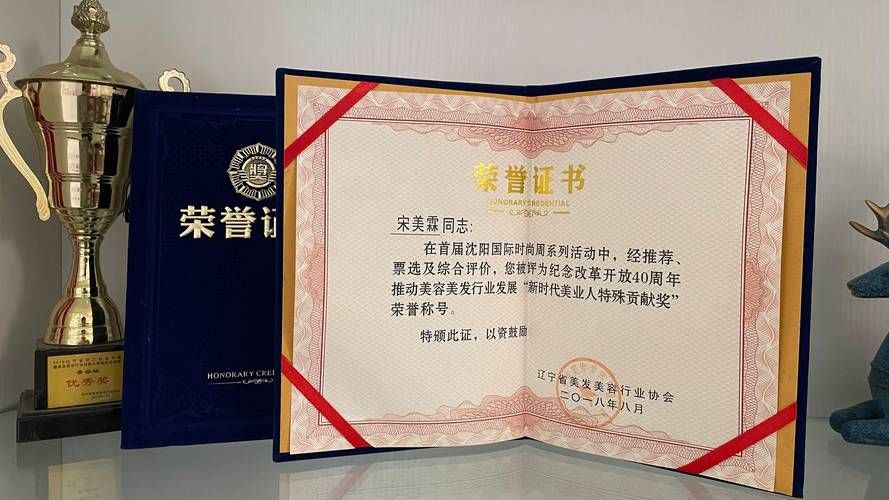 荣誉证书
HONORARY CREDENTIAL
宋美霖 同志:
在首届沈阳国际时尚周系列活动中，经推荐、
票选及综合评价，您被评为纪念改革开放40周年
推动美容美发行业发展“新时代美业人特殊贡献奖”
荣誉称号。
特颁此证，以资鼓励
辽宁省美发美容行业协会
二〇一八年八月
奖
荣誉证
HONORARY CRE
美容组
优秀奖